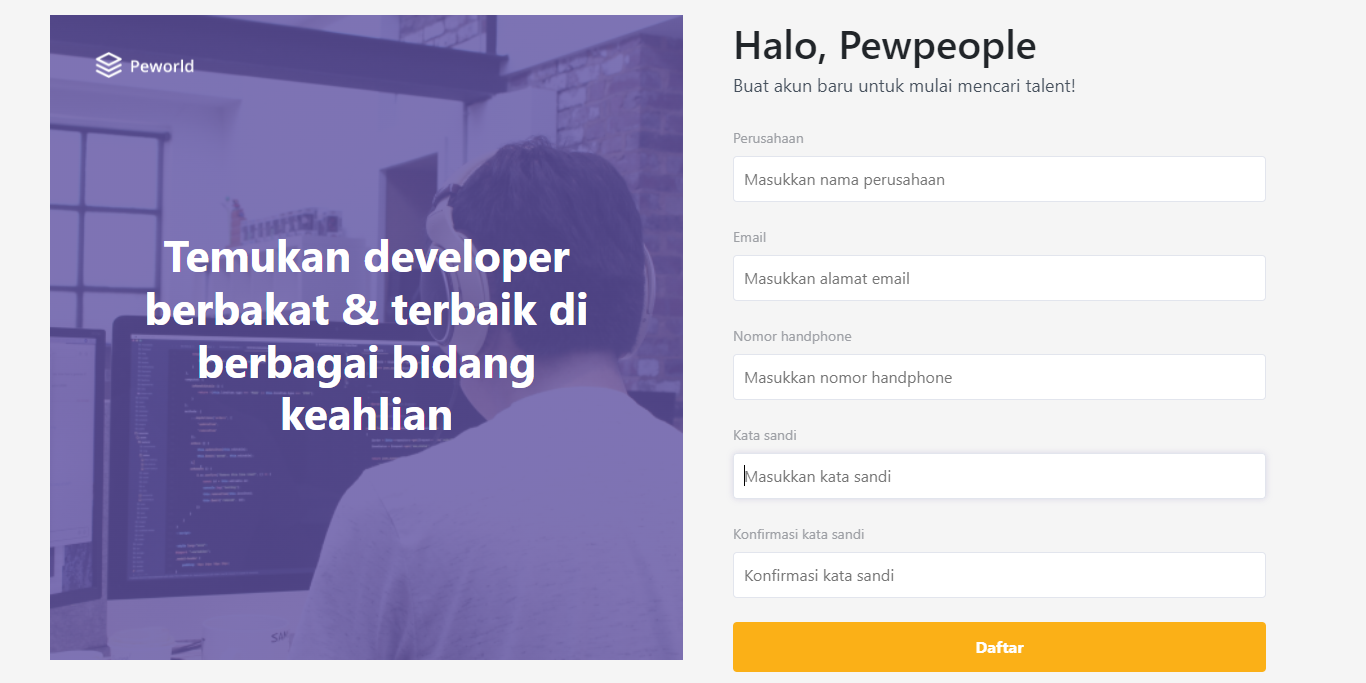 Peworld
Temukan developer
berbakat & terbaik di
berbagai bidang
keahlian
Halo, Pewpeople
Buat akun baru untuk mulai mencari talent!
Perusahaan
Masukkan nama perusahaan
Email
Masukkan alamat email
Nomor handphone
Masukkan nomor handphone
Kata sandi
Masukkan kata sandi
Konfirmasi kata sandi
Konfirmasi kata sandi
Daftar